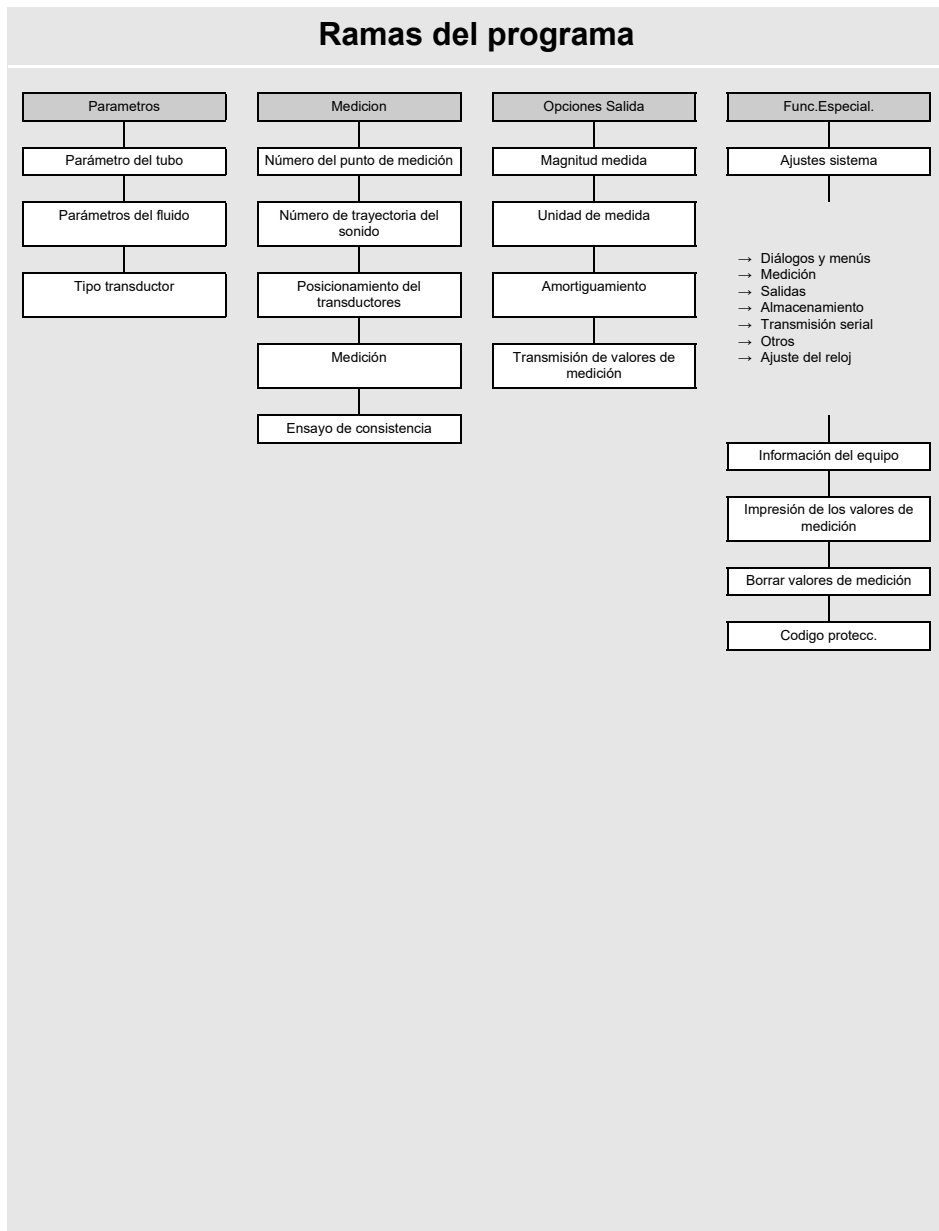 Ramas del programa
Parametros
Parámetro del tubo
Parámetros del fluido
Tipo transductor
Medicion
Número del punto de medición
Número de trayectoria del
sonido
Posicionamiento del
transductores
Medición
Ensayo de consistencia
Opciones Salida
Magnitud medida
Unidad de medida
Amortiguamiento
Transmisión de valores de
medición
Func.Especial.
Ajustes sistema
→ Diálogos y menús
→ Medición
→ Salidas
→ Almacenamiento
→ Transmisión serial
→ Otros
→ Ajuste del reloj
Información del equipo
Impresión de los valores de
medición
Borrar valores de medición
Codigo protecc.